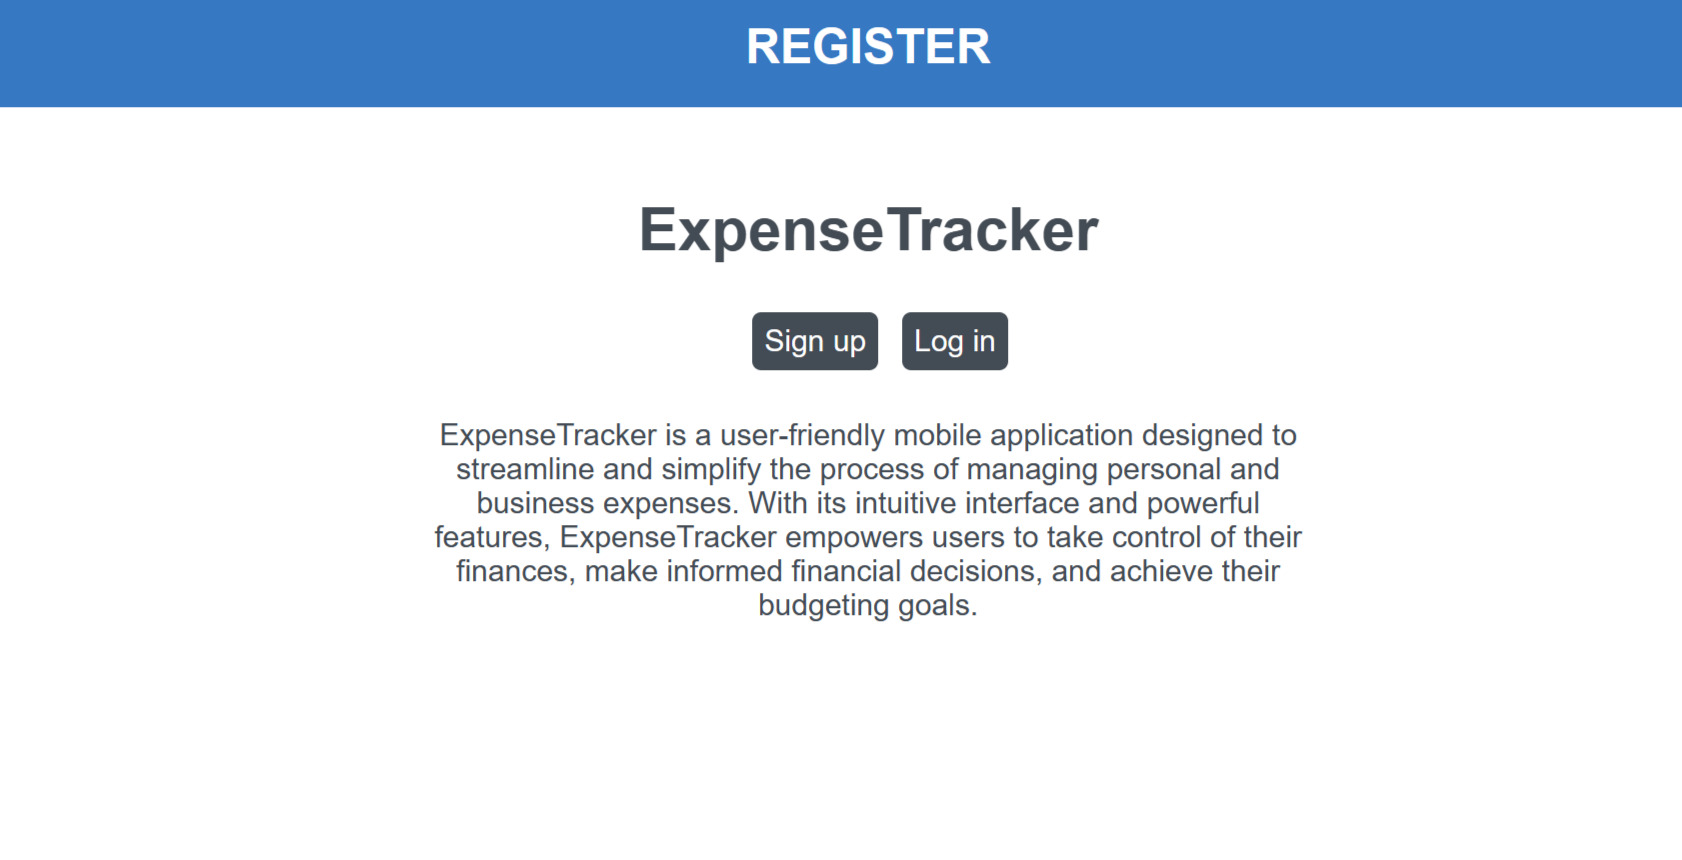 REGISTER
ExpenseTracker
Sign up Log in
ExpenseTracker is a user-friendly mobile application designed to
streamline and simplify the process of managing personal and
business expenses. With its intuitive interface and powerful
features, ExpenseTracker empowers users to take control of their
finances, make informed financial decisions, and achieve their
budgeting goals.